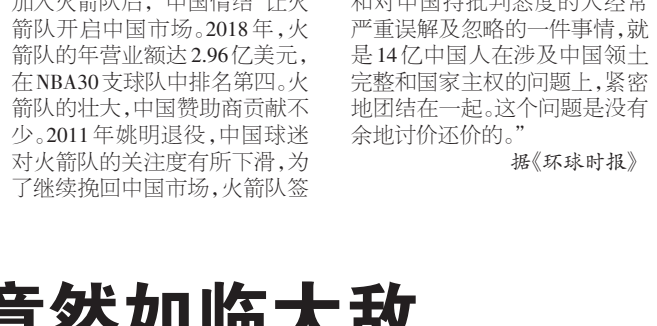 加入火箭队后，“中国情结”让火
箭队开启中国市场。2018年，火
箭队的年营业额达2.96亿美元，
在NBA30支球队中排名第四。火
箭队的壮大，中国赞助商贡献不
少。2011年姚明退役，中国球迷
对火箭队的关注度有所下滑，为
了继续挽回中国市场，火箭队签
和对中国持批判态度的人经常
严重误解及忽略的一件事情，就
是14亿中国人在涉及中国领土
完整和国家主权的问题上，紧密
地团结在一起。这个问题是没有
余地讨价还价的。”
据《环球时报》
竟然如临大敌